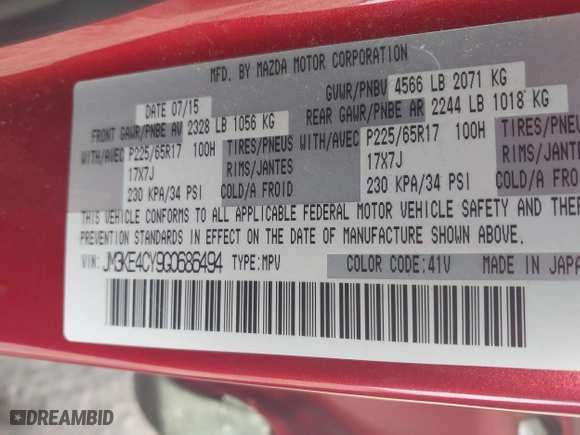 MFD. BY MAZDA MOTOR CORPORATION
DATE 07/15 GVWR/PNBV 4566 LB 2071 KG
FRONT GAWR/PNBE AV 2328 LB 1056 KG REAR GAWR/PNBE AR 2244 LB 1018 KG
WITH/AVEC P225/65R17 100H TIRES/PNEUS WITH/AVEC P225/65R17 100H TIRES/PNEU
17X7J RIMS/JANTES 17X7J RIMS/JANTE
230 KPA/34 PSI COLD/A FROID 230 KPA/34 PSI COLD/A FROI
THIS VEHICLE CONFORMS TO ALL APPLICABLE FEDERAL MOTOR VEHICLE SAFETY AND THEF
PREVENTION STANDARDS IN EFFECT ON THE DATE OF MANUFACTURE SHOWN ABOVE.
VIN: JM3KE4CY9G0686494 TYPE:MPV COLOR CODE:41V MADE IN JAPA
DREAMBID